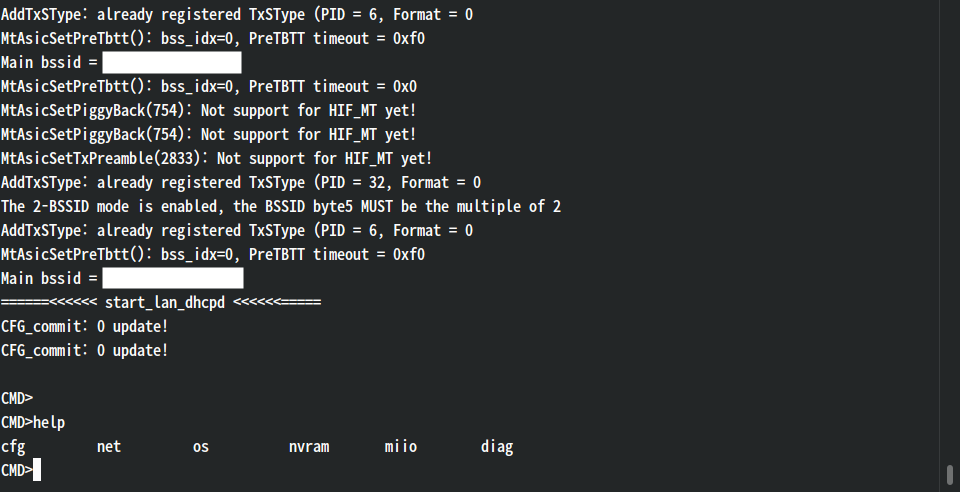 AddTxSType: already registered TxSType (PID = 6, Format = 0
MtAsicSetPreTbtt(): bss_idx=0, PreTBTT timeout = 0xf0
Main bssid =
MtAsicSetPreTbtt(): bss_idx=0, PreTBTT timeout = 0x0
MtAsicSetPiggyBack(754): Not support for HIF_MT yet!
MtAsicSetPiggyBack(754): Not support for HIF_MT yet!
MtAsicSetTxPreamble(2833): Not support for HIF_MT yet!
AddTxSType: already registered TxSType (PID = 32, Format = 0
The 2-BSSID mode is enabled, the BSSID byte5 MUST be the multiple of 2
AddTxSType: already registered TxSType (PID = 6, Format = 0
MtAsicSetPreTbtt(): bss_idx=0, PreTBTT timeout = 0xf0
Main bssid =
======<<<<<< start_lan_dhcpd <<<<<<=====
CFG_commit: 0 update!
CFG_commit: 0 update!
CMD>
CMD>help
cfg net os nvram miio diag
CMD>